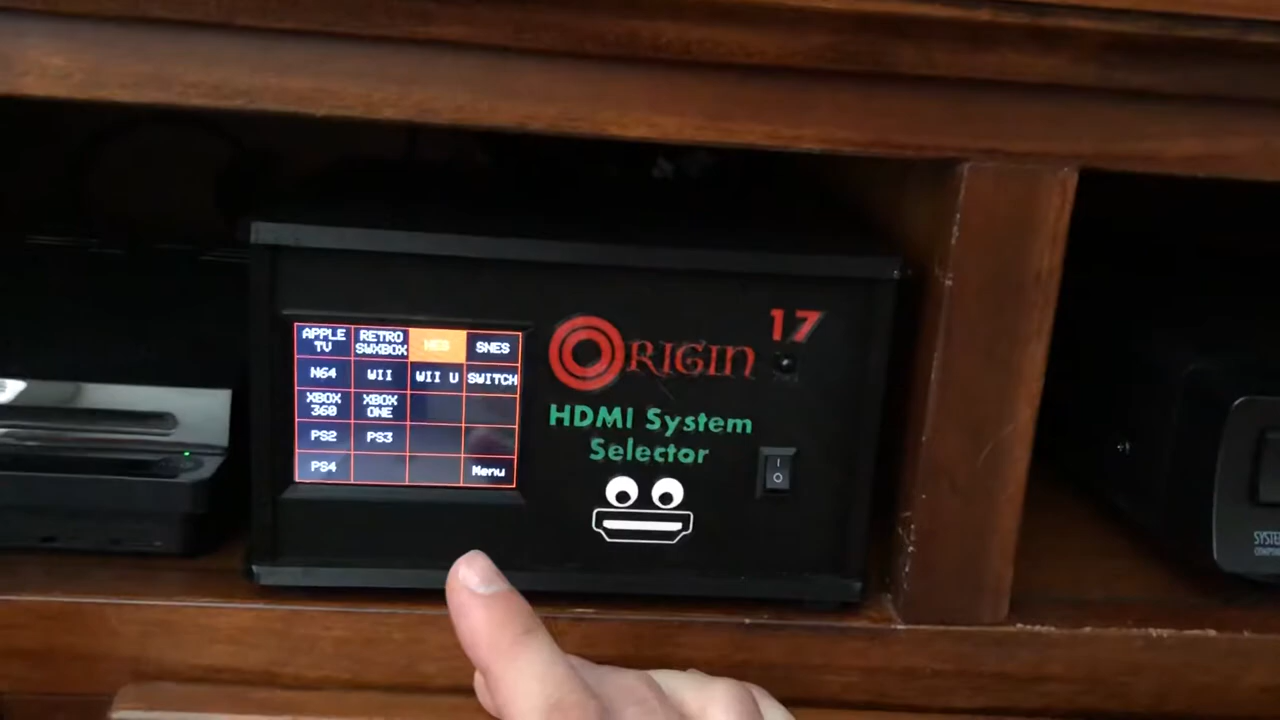 APPLE TV
RETRO SWXBOX
NES
SNES
N64
WII
WII U
SWITCH
XBOX 360
XBOX ONE
PS2
PS3
PS4
Menu
ORIGIN
17
HDMI System
Selector